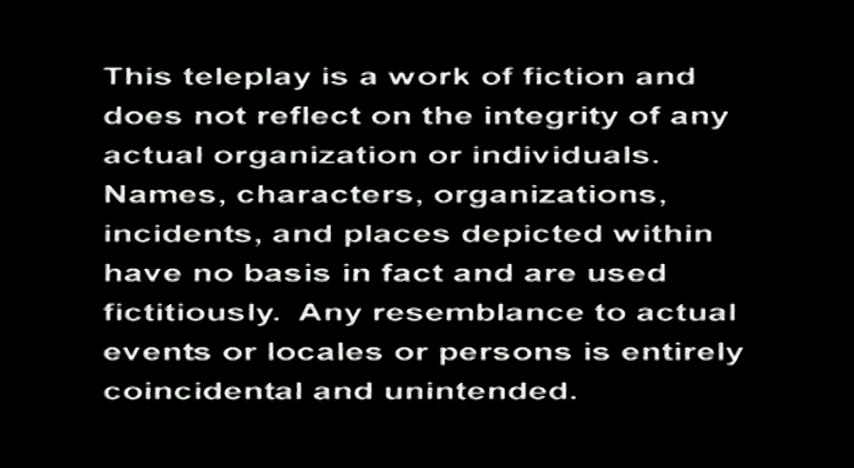 This teleplay is a work of fiction and
does not reflect on the integrity of any
actual organization or individuals.
Names, characters, organizations,
incidents, and places depicted within
have no basis in fact and are used
fictitiously.  Any resemblance to actual
events or locales or persons is entirely
coincidental and unintended.